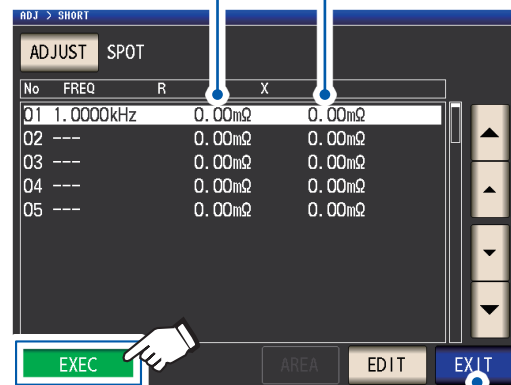 ADJ > SHORT
ADJUST SPOT
No FREQ R X
01 1.0000kHz 0.00mΩ 0.00mΩ
02 --- 0.00mΩ 0.00mΩ
03 --- 0.00mΩ 0.00mΩ
04 --- 0.00mΩ 0.00mΩ
05 --- 0.00mΩ 0.00mΩ
EXEC AREA EDIT EXIT